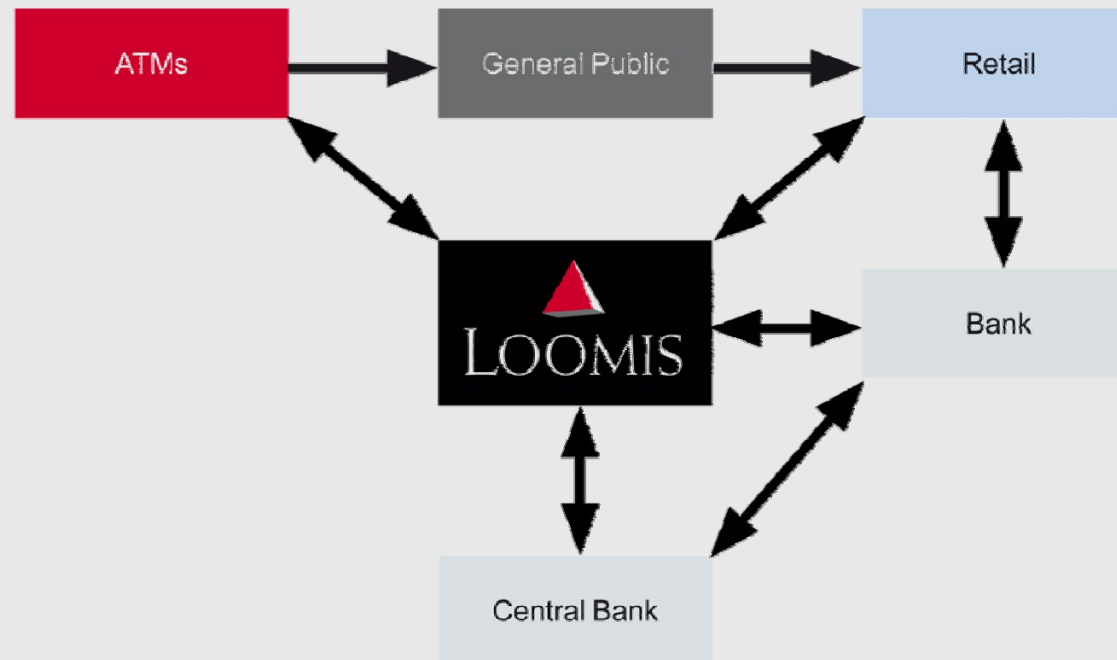 ATMs
General Public
Retail
LOOMIS
Bank
Central Bank